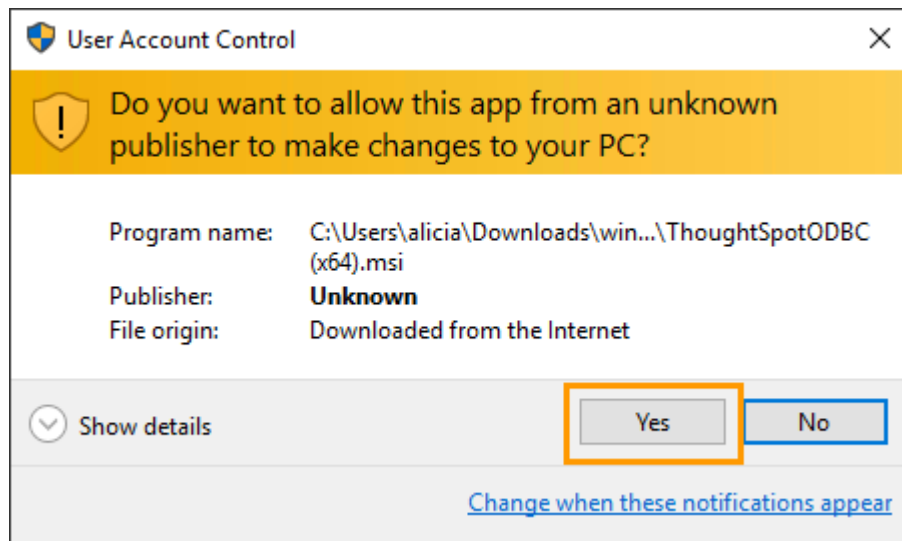 User Account Control
Do you want to allow this app from an unknown
publisher to make changes to your PC?
Program name: C:\Users\alicia\Downloads\win...\ThoughtSpotODBC
(x64).msi
Publisher: Unknown
File origin: Downloaded from the Internet
Show details Yes No
Change when these notifications appear